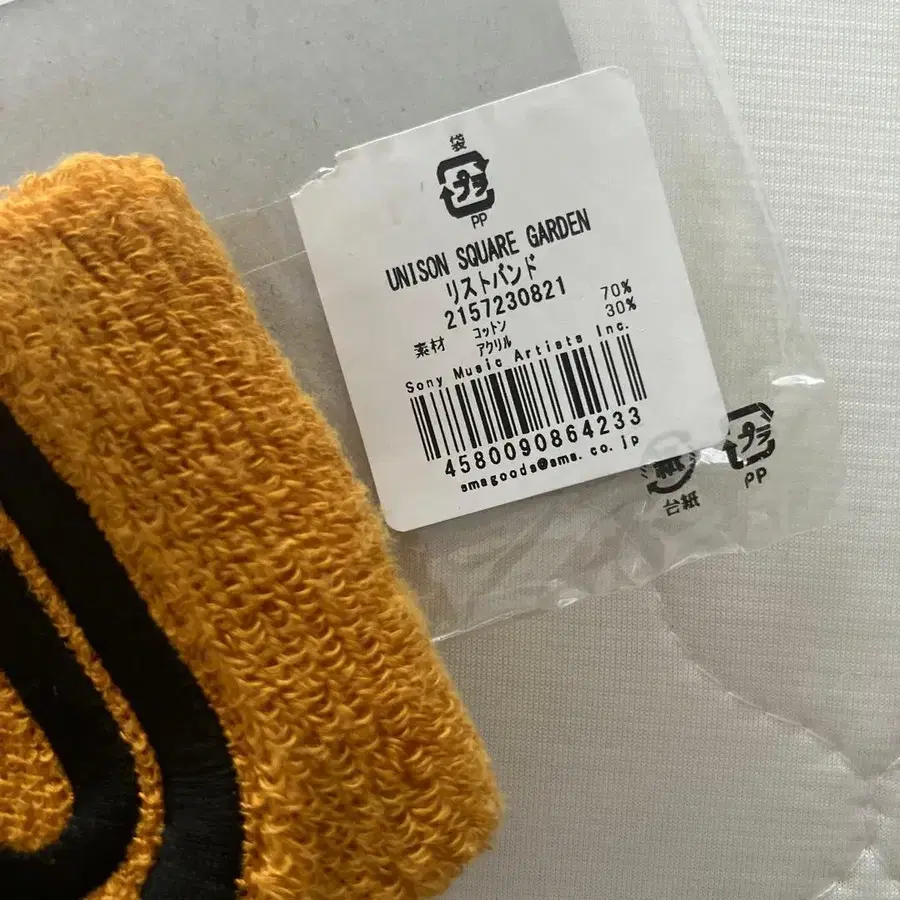 袋
プラ
PP
UNISON SQUARE GARDEN
リストバンド
2157230821
素材 コットン 70%
アクリル 30%
Sony Music Artists Inc.
4580090864233
smagoods@sma.co.jp
紙 プラ
台紙 PP